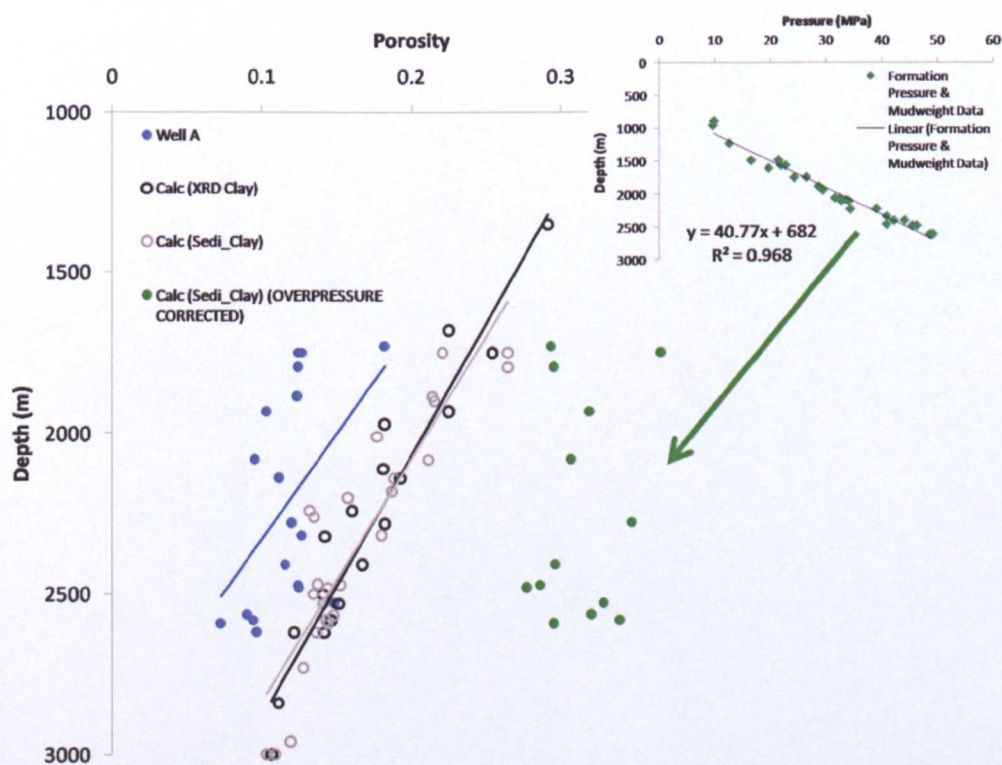 Porosity
0
0.1
0.2
0.3
1000
1500
2000
2500
3000
Depth (m)
Well A
Calc (XRD Clay)
Calc (Sedi_Clay)
Calc (Sedi_Clay) (OVERPRESSURE
CORRECTED)
Pressure (MPa)
0
10
20
30
40
50
60
0
500
1000
1500
2000
2500
3000
Depth (m)
Formation
Pressure &
Mudweight Data
Linear (Formation
Pressure &
Mudweight Data)
y = 40.77x + 682
R² = 0.968